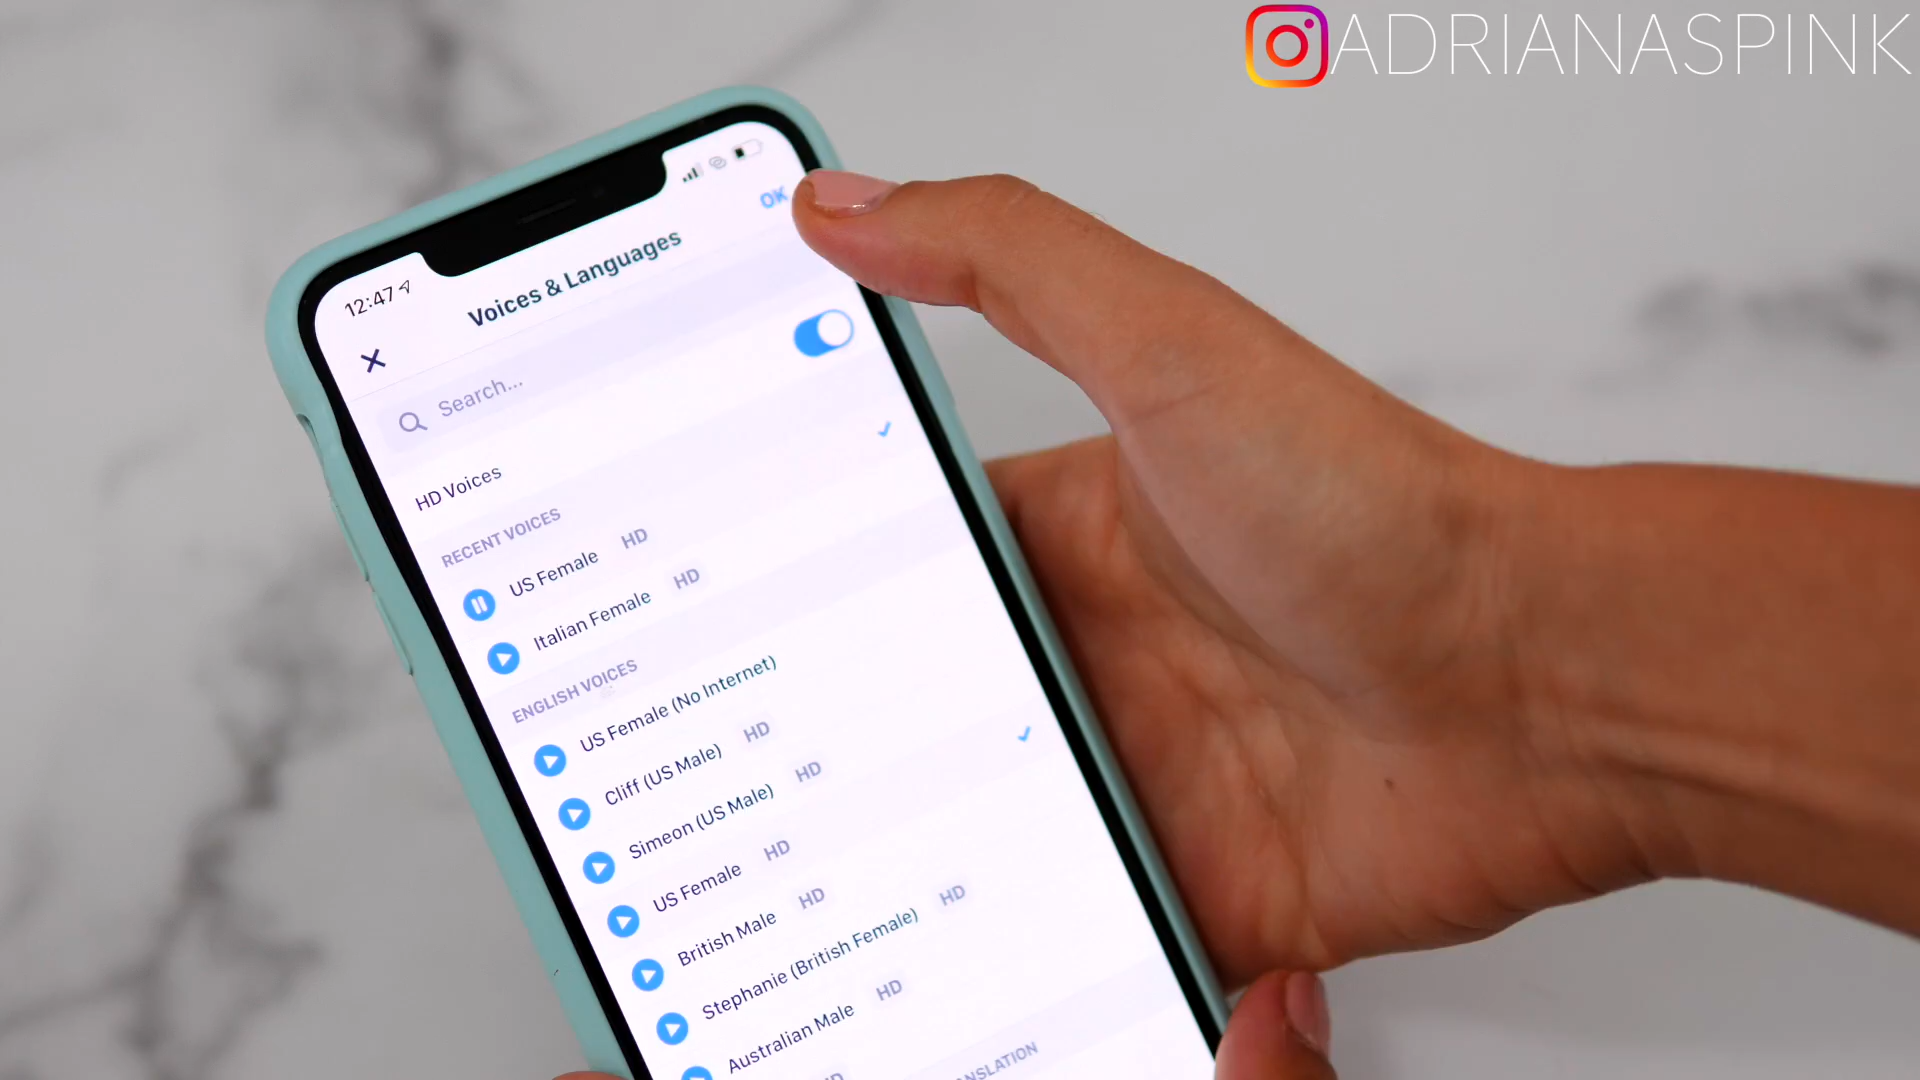 ADRIANASPINK
12:47
OK
Voices & Languages
Search...
HD Voices
RECENT VOICES
US Female HD
Italian Female HD
ENGLISH VOICES
US Female (No Internet)
Cliff (US Male) HD
Simeon (US Male) HD
US Female HD
British Male HD
Stephanie (British Female) HD
Australian Male HD